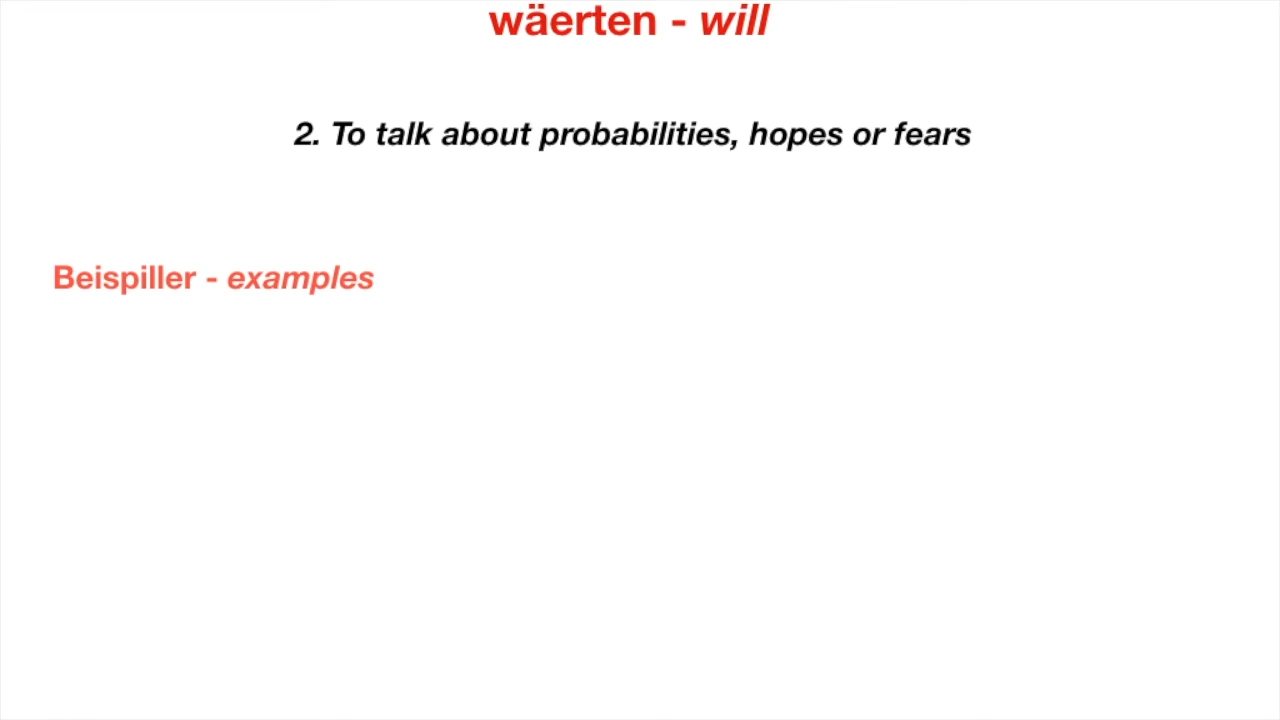 wäerten - will
2. To talk about probabilities, hopes or fears
Beispiller - examples